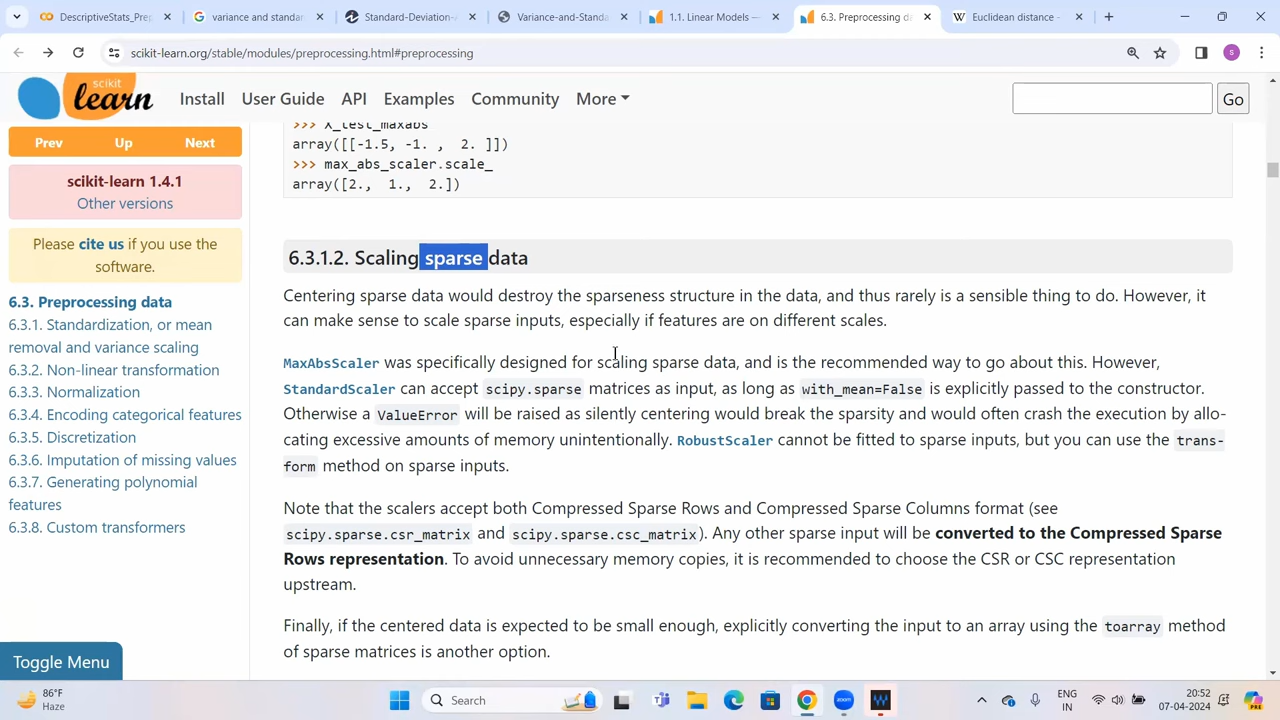 DescriptiveStats_Prep
variance and standar
Standard-Deviation-A
Variance-and-Standa
1.1. Linear Models —
6.3. Preprocessing da
Euclidean distance -
scikit-learn.org/stable/modules/preprocessing.html#preprocessing
S
scikit
learn
Install User Guide API Examples Community More
Go
Prev Up Next
scikit-learn 1.4.1
Other versions
Please cite us if you use the
software.
6.3. Preprocessing data
6.3.1. Standardization, or mean
removal and variance scaling
6.3.2. Non-linear transformation
6.3.3. Normalization
6.3.4. Encoding categorical features
6.3.5. Discretization
6.3.6. Imputation of missing values
6.3.7. Generating polynomial
features
6.3.8. Custom transformers
Toggle Menu
>>> X_test_maxabs
array([[-1.5, -1. ,  2. ]])
>>> max_abs_scaler.scale_
array([2.,  1.,  2.])
6.3.1.2. Scaling sparse data
Centering sparse data would destroy the sparseness structure in the data, and thus rarely is a sensible thing to do. However, it
can make sense to scale sparse inputs, especially if features are on different scales.
MaxAbsScaler was specifically designed for scaling sparse data, and is the recommended way to go about this. However,
StandardScaler can accept scipy.sparse matrices as input, as long as with_mean=False is explicitly passed to the constructor.
Otherwise a ValueError will be raised as silently centering would break the sparsity and would often crash the execution by allo-
cating excessive amounts of memory unintentionally. RobustScaler cannot be fitted to sparse inputs, but you can use the trans-
form method on sparse inputs.
Note that the scalers accept both Compressed Sparse Rows and Compressed Sparse Columns format (see
scipy.sparse.csr_matrix and scipy.sparse.csc_matrix). Any other sparse input will be converted to the Compressed Sparse
Rows representation. To avoid unnecessary memory copies, it is recommended to choose the CSR or CSC representation
upstream.
Finally, if the centered data is expected to be small enough, explicitly converting the input to an array using the toarray method
of sparse matrices is another option.
86°F
Haze
Search
ENG
IN
20:52
07-04-2024